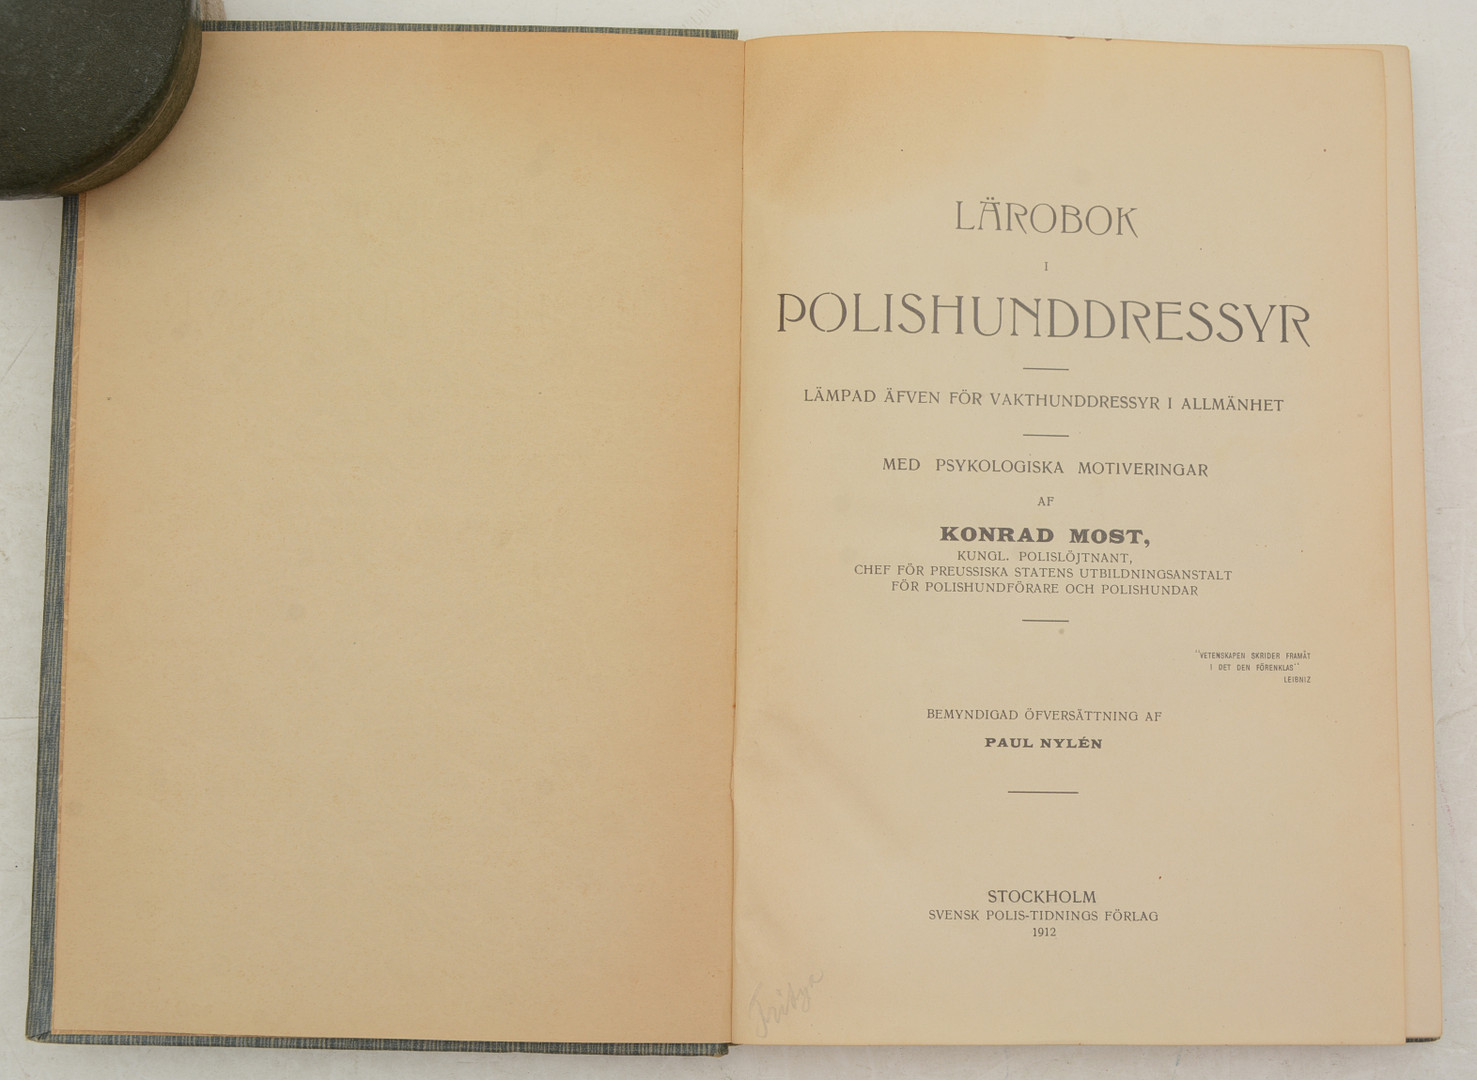 LÄROBOK
I
POLISHUNDDRESSYR
LÄMPAD ÄFVEN FÖR VAKTHUNDDRESSYR I ALLMÄNHET
MED PSYKOLOGISKA MOTIVERINGAR
AF
KONRAD MOST,
KUNGL. POLISLÖJTNANT,
CHEF FÖR PREUSSISKA STATENS UTBILDNINGSANSTALT
FÖR POLISHUNDFÖRARE OCH POLISHUNDAR
"VETENSKAPEN SKRIDER FRAMÅT
I DET DEN FÖRENKLAS"
LEIBNIZ
BEMYNDIGAD ÖFVERSÄTTNING AF
PAUL NYLÉN
STOCKHOLM
SVENSK POLIS-TIDNINGS FÖRLAG
1912